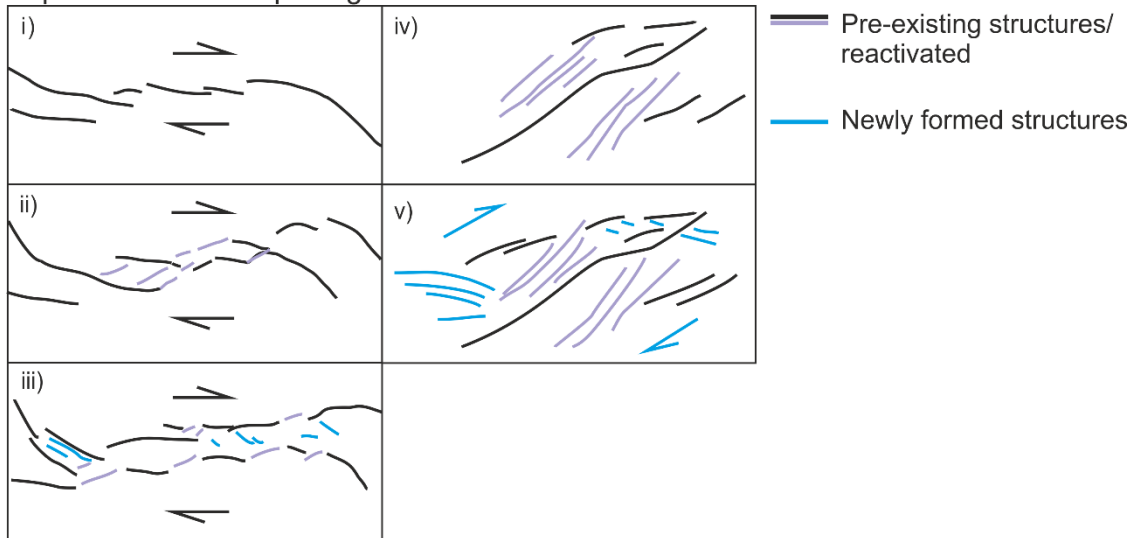 i)
iv)
Pre-existing structures/
reactivated
Newly formed structures
ii)
v)
iii)